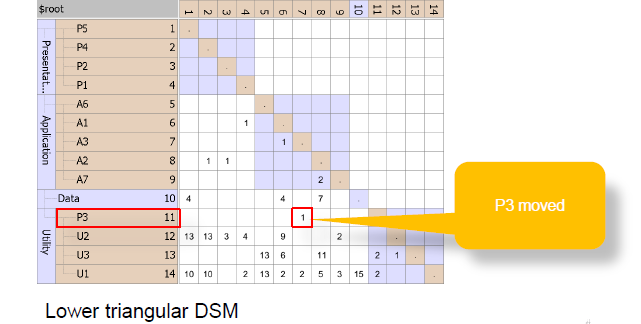 $root 1 2 3 4 5 6 7 8 9 10 11 12 13 14
Presentat... P5 1 .
P4 2 .
P2 3 .
P1 4 .
Application A6 5 .
A1 6 1 .
A3 7 1 .
A2 8 1 1 .
A7 9 2 .
Data 10 4 4 7 .
Utility P3 11 1 .
U2 12 13 13 3 4 9 2 .
U3 13 13 6 11 2 1 .
U1 14 10 10 2 13 2 2 5 3 15 2 .
P3 moved
Lower triangular DSM